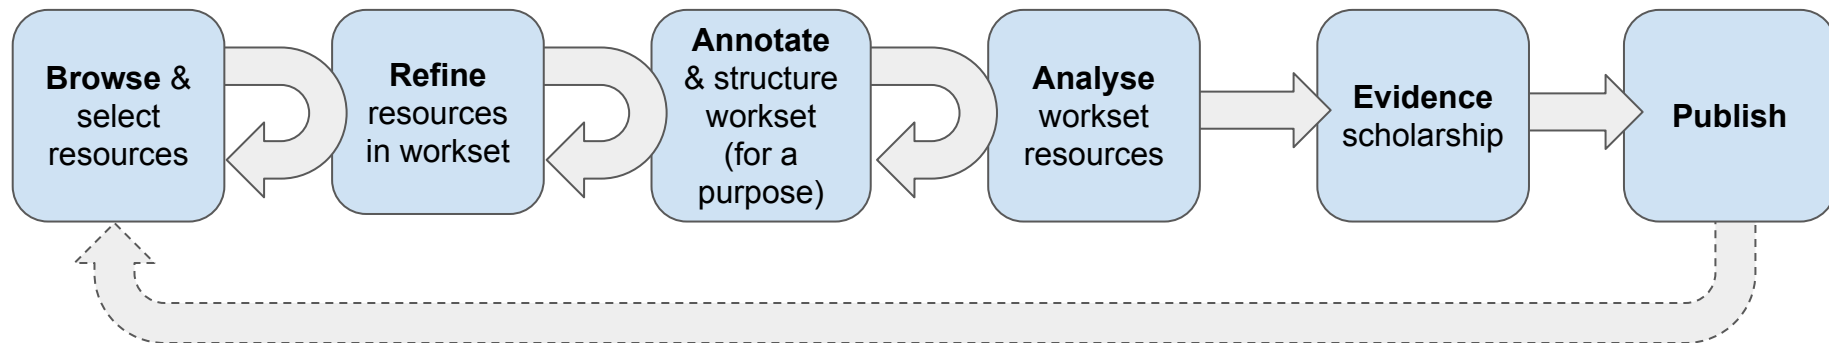 Browse &
select
resources
Refine
resources
in workset
Annotate
& structure
workset
(for a
purpose)
Analyse
workset
resources
Evidence
scholarship
Publish